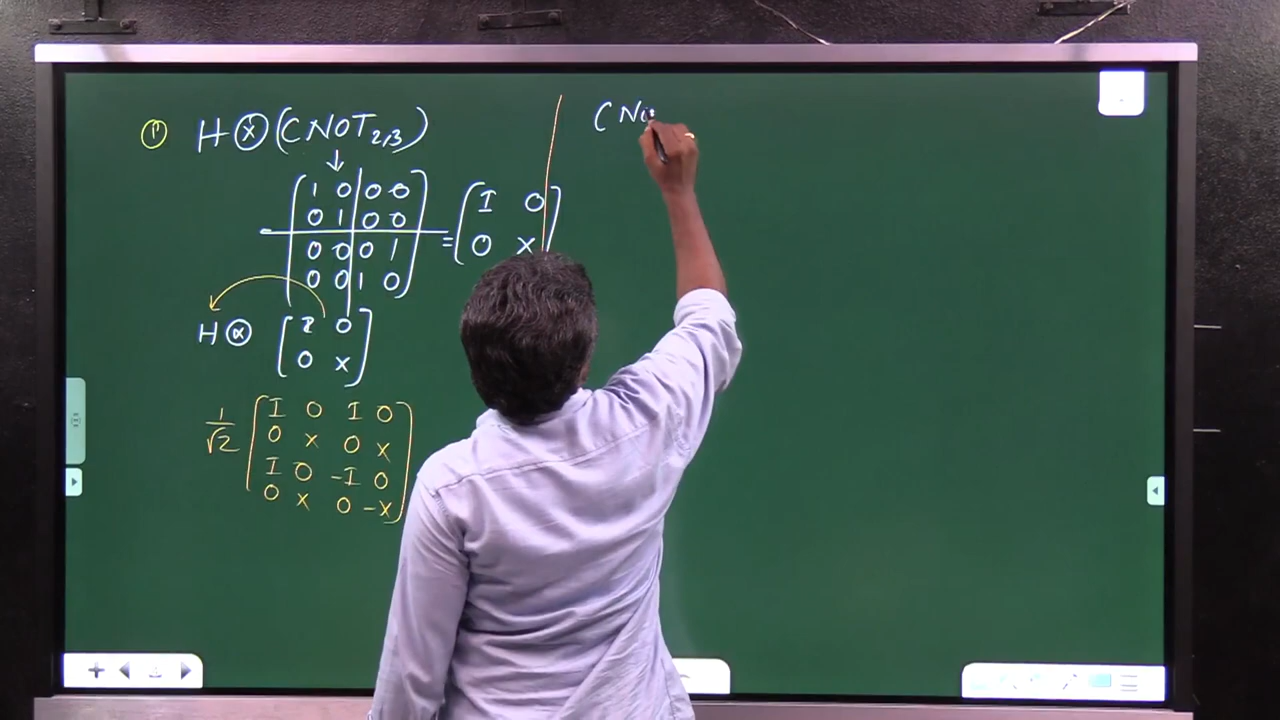 ① H ⊗ (CNOT₂,₃)
↓
( 1 0 0 0
0 1 0 0
0 0 0 1
0 0 1 0 ) = ( I 0
0 x )
H ⊗ [ I 0
0 x ]
1/√2 [ I 0 I 0
0 x 0 x
I 0 -I 0
0 x 0 -x ]
(N